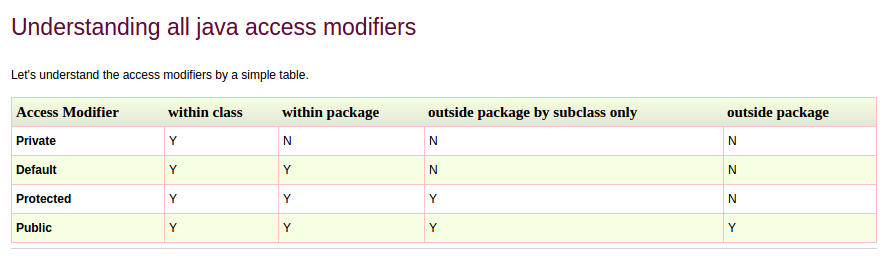 Understanding all java access modifiers
Let's understand the access modifiers by a simple table.
Access Modifier within class within package outside package by subclass only outside package
Private Y N N N
Default Y Y N N
Protected Y Y Y N
Public Y Y Y Y